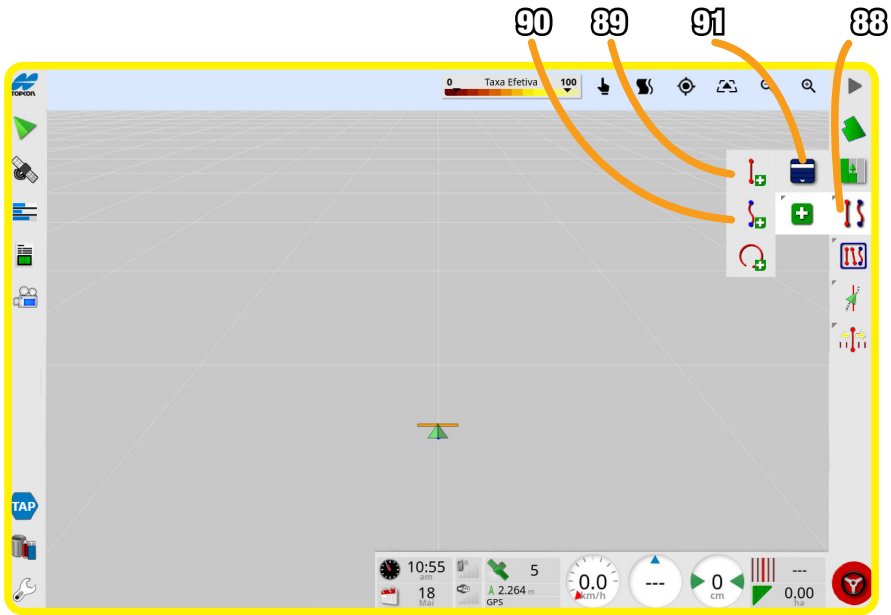 90 89 91 88
TOPCON
0 Taxa Efetiva 100
TAP
10:55
am
18
Mai
5
2.264 m
GPS
0.0
km/h
---
0
cm
---
0.00
ha